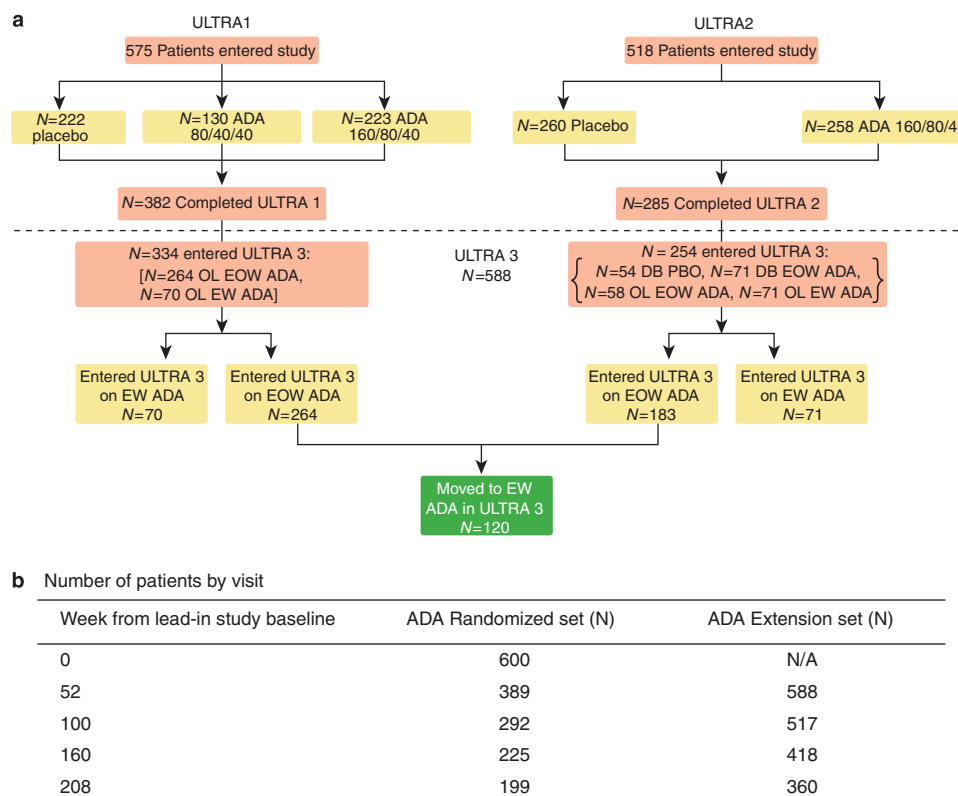 a
ULTRA1
575 Patients entered study
N=222
placebo
N=130 ADA
80/40/40
N=223 ADA
160/80/40
N=382 Completed ULTRA 1
ULTRA2
518 Patients entered study
N=260 Placebo
N=258 ADA 160/80/40
N=285 Completed ULTRA 2
ULTRA 3
N=588
N=334 entered ULTRA 3:
[N=264 OL EOW ADA,
N=70 OL EW ADA]
Entered ULTRA 3
on EW ADA
N=70
Entered ULTRA 3
on EOW ADA
N=264
N = 254 entered ULTRA 3:
{N=54 DB PBO, N=71 DB EOW ADA,
N=58 OL EOW ADA, N=71 OL EW ADA}
Entered ULTRA 3
on EOW ADA
N=183
Entered ULTRA 3
on EW ADA
N=71
Moved to EW
ADA in ULTRA 3
N=120
b Number of patients by visit
Week from lead-in study baseline ADA Randomized set (N) ADA Extension set (N)
0 600 N/A
52 389 588
100 292 517
160 225 418
208 199 360